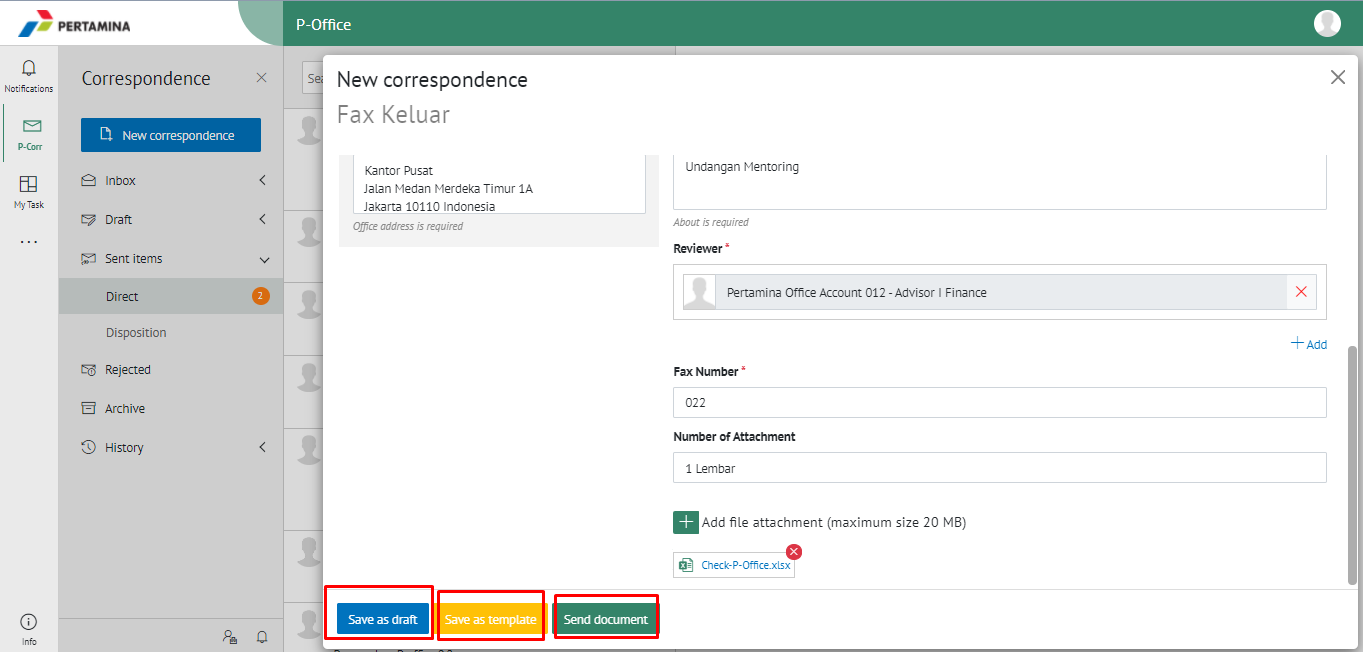 PERTAMINA
P-Office
Notifications
P-Corr
My Task
Info
Correspondence
New correspondence
Inbox
Draft
Sent items
Direct
2
Disposition
Rejected
Archive
History
New correspondence
Fax Keluar
Kantor Pusat
Jalan Medan Merdeka Timur 1A
Jakarta 10110 Indonesia
Office address is required
Undangan Mentoring
About is required
Reviewer *
Pertamina Office Account 012 - Advisor I Finance
Add
Fax Number *
022
Number of Attachment
1 Lembar
Add file attachment (maximum size 20 MB)
Check-P-Office.xlsx
Save as draft
Save as template
Send document